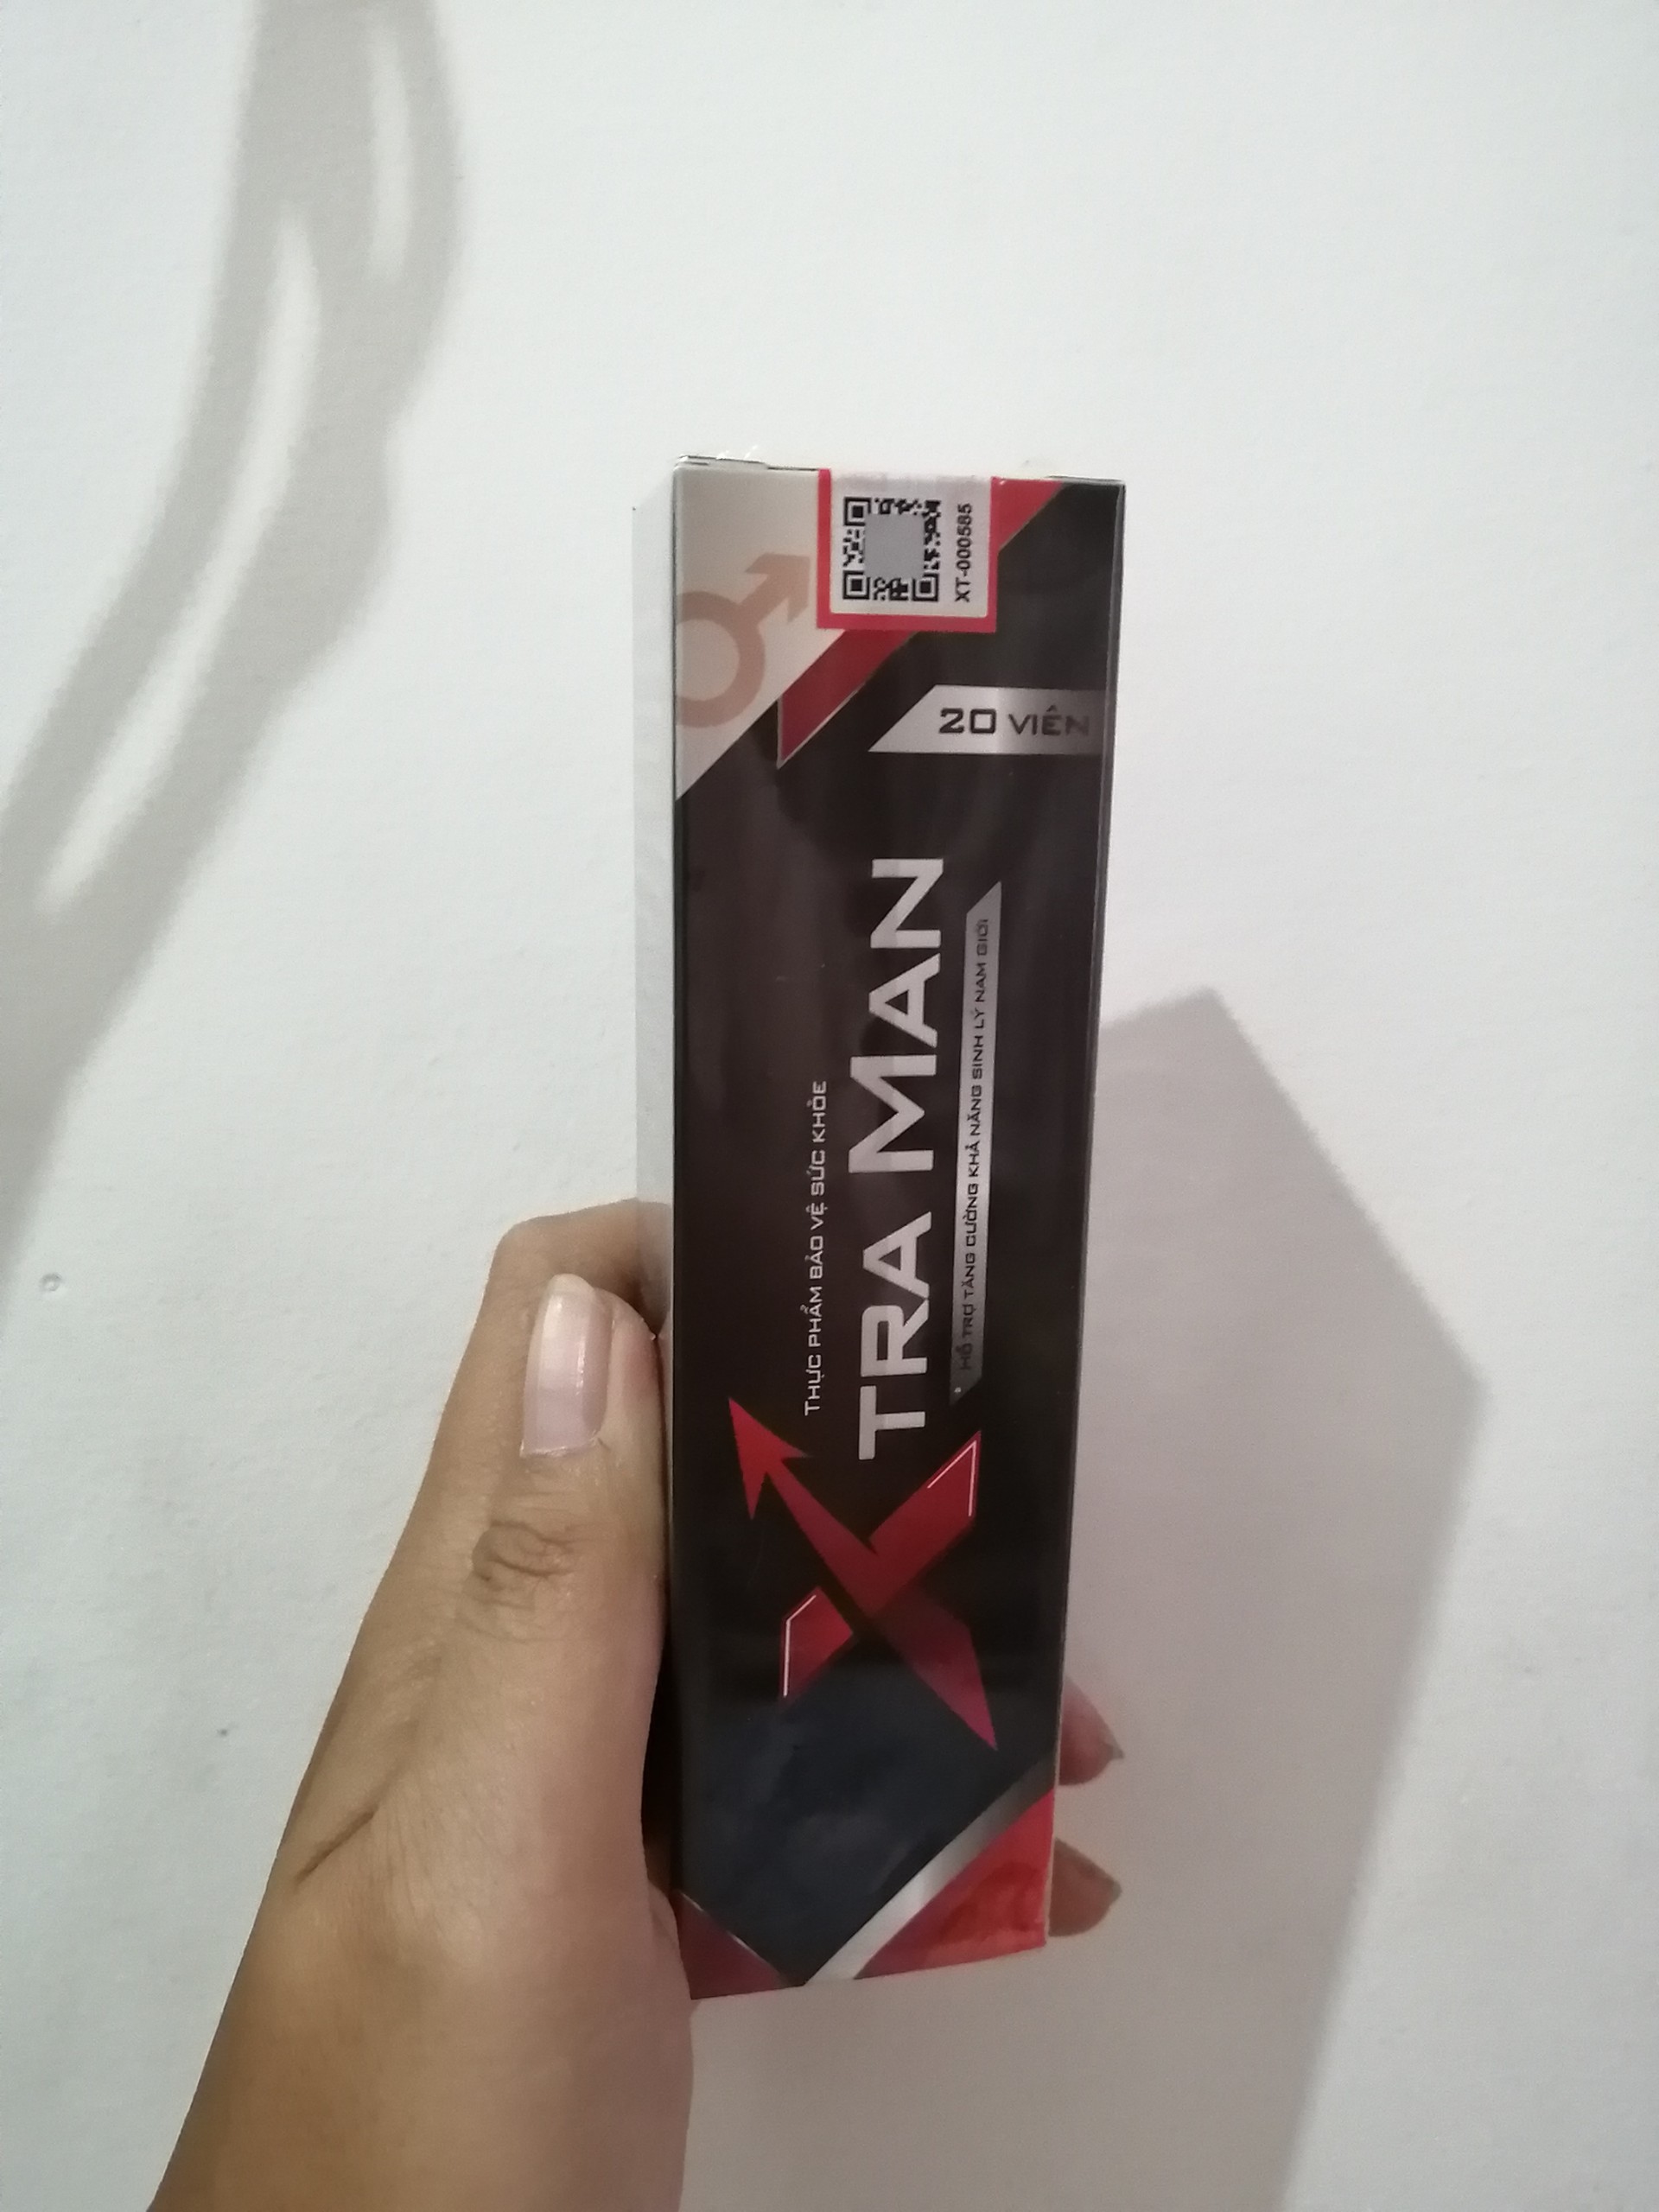 THỰC PHẨM BẢO VỆ SỨC KHỎE
X TRA MAN
HỖ TRỢ TĂNG CƯỜNG KHẢ NĂNG SINH LÝ NAM GIỚI
20 VIÊN
XT-000585